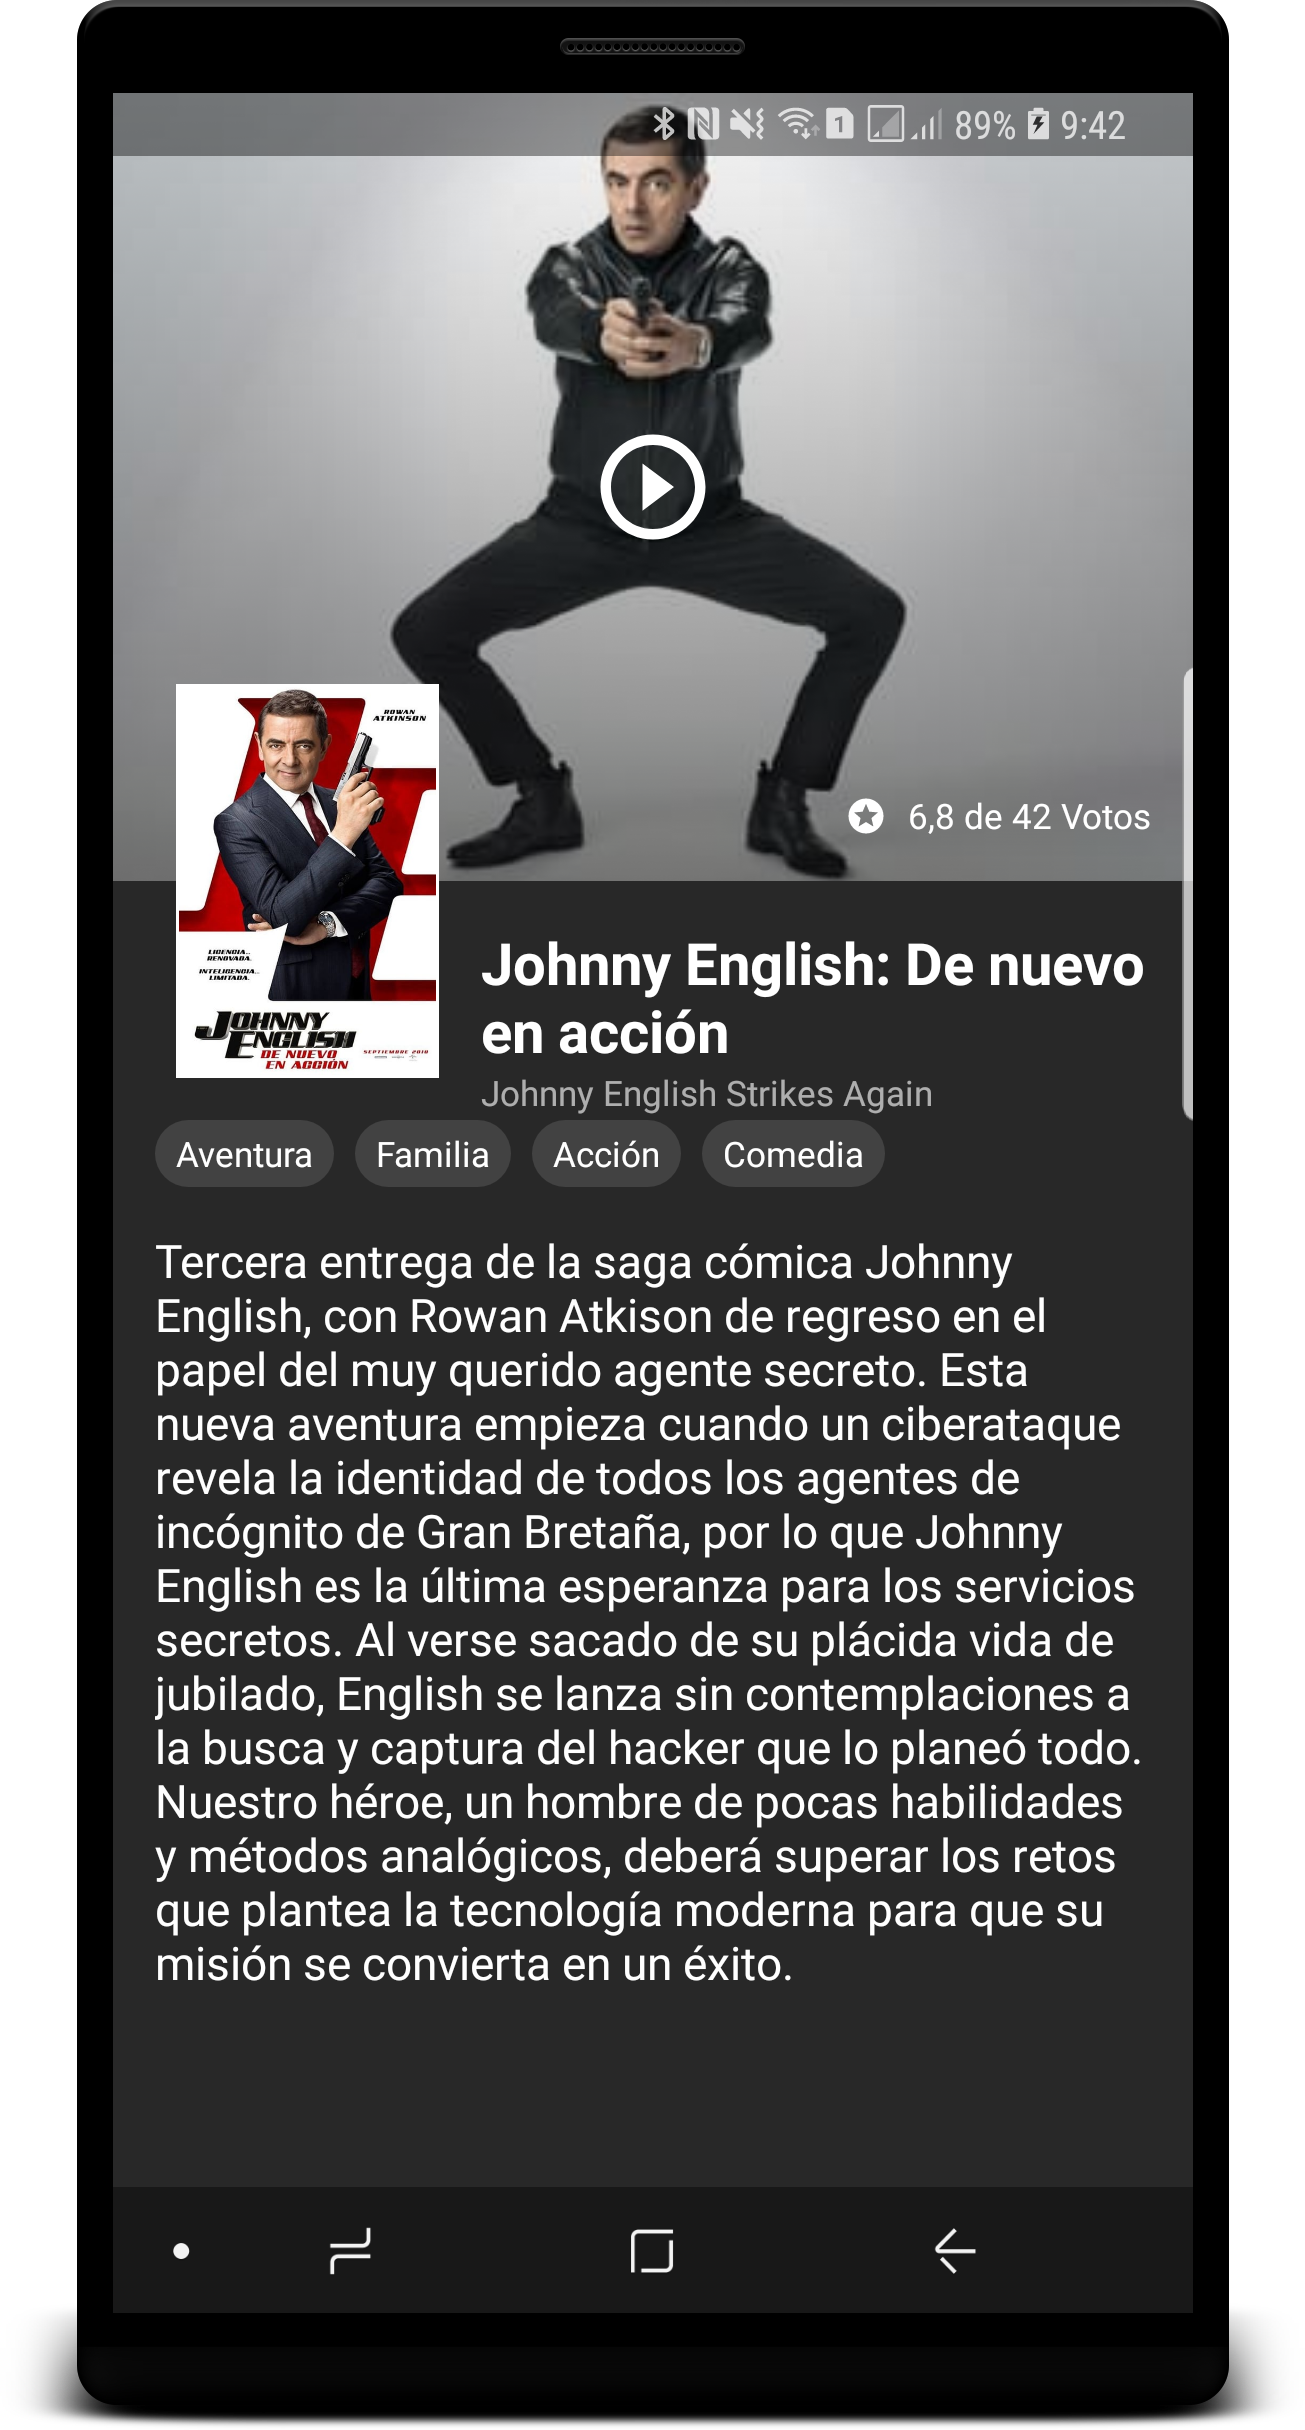 1 89% 9:42
ROWAN
ATKINSON
LICENCIA..
RENOVADA.
INTELIGENCIA..
LIMITADA.
JOHNNY
ENGLISH
DE NUEVO
EN ACCIÓN
SEPTIEMBRE 2018
6,8 de 42 Votos
Johnny English: De nuevo
en acción
Johnny English Strikes Again
Aventura Familia Acción Comedia
Tercera entrega de la saga cómica Johnny
English, con Rowan Atkison de regreso en el
papel del muy querido agente secreto. Esta
nueva aventura empieza cuando un ciberataque
revela la identidad de todos los agentes de
incógnito de Gran Bretaña, por lo que Johnny
English es la última esperanza para los servicios
secretos. Al verse sacado de su plácida vida de
jubilado, English se lanza sin contemplaciones a
la busca y captura del hacker que lo planeó todo.
Nuestro héroe, un hombre de pocas habilidades
y métodos analógicos, deberá superar los retos
que plantea la tecnología moderna para que su
misión se convierta en un éxito.